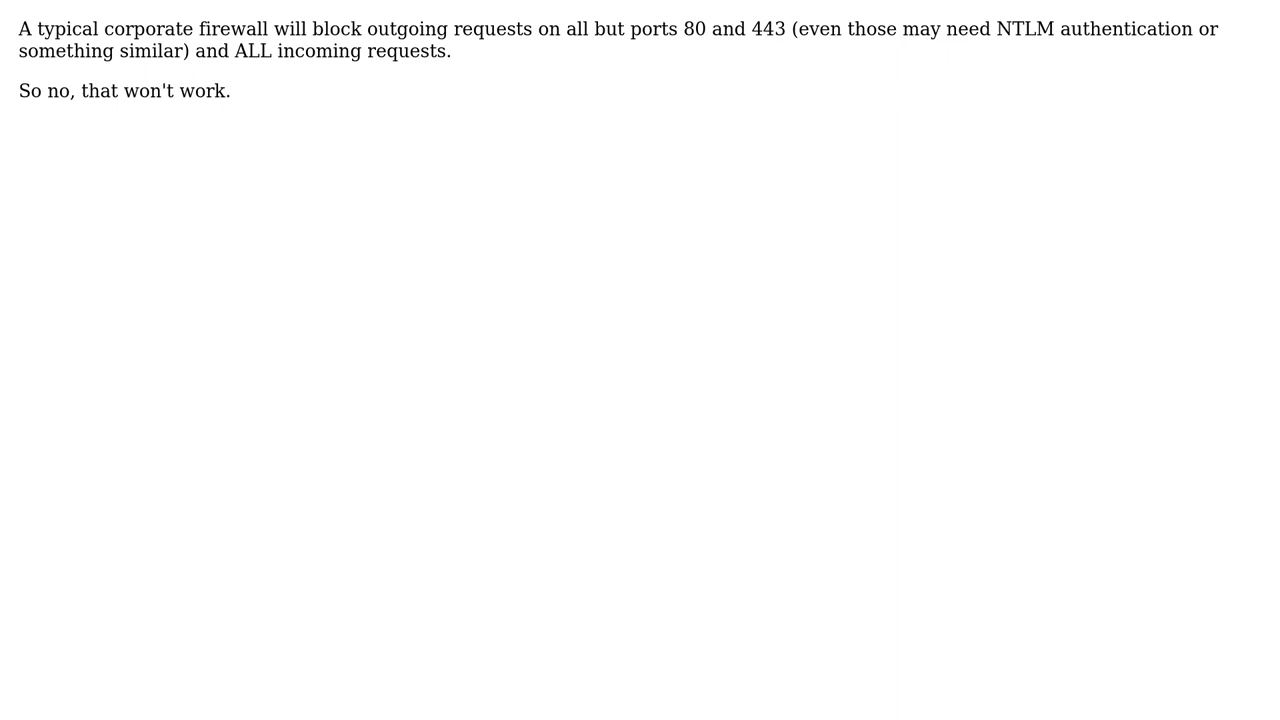 A typical corporate firewall will block outgoing requests on all but ports 80 and 443 (even those may need NTLM authentication or
something similar) and ALL incoming requests.
So no, that won't work.